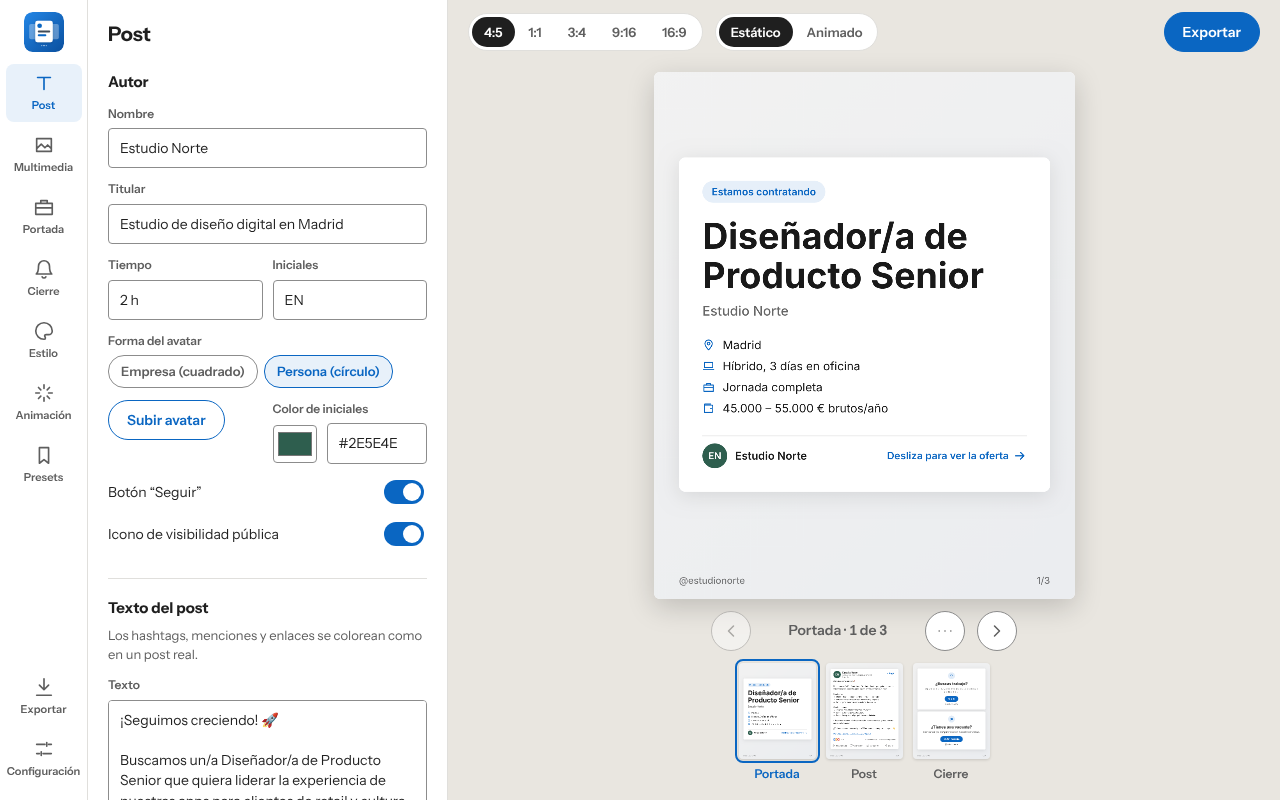 Post
Multimedia
Portada
Cierre
Estilo
Animación
Presets
Exportar
Configuración
Post
Autor
Nombre
Estudio Norte
Titular
Estudio de diseño digital en Madrid
Tiempo
Iniciales
2 h
EN
Forma del avatar
Empresa (cuadrado)
Persona (círculo)
Subir avatar
Color de iniciales
#2E5E4E
Botón “Seguir”
Icono de visibilidad pública
Texto del post
Los hashtags, menciones y enlaces se colorean como
en un post real.
Texto
¡Seguimos creciendo! 🚀
Buscamos un/a Diseñador/a de Producto
Senior que quiera liderar la experiencia de
4:5
1:1
3:4
9:16
16:9
Estático
Animado
Exportar
Estamos contratando
Diseñador/a de
Producto Senior
Estudio Norte
Madrid
Híbrido, 3 días en oficina
Jornada completa
45.000 – 55.000 € brutos/año
EN
Estudio Norte
Desliza para ver la oferta →
@estudionorte
1/3
Portada · 1 de 3
Diseñador/a de
Producto Senior
Portada
Post
Cierre